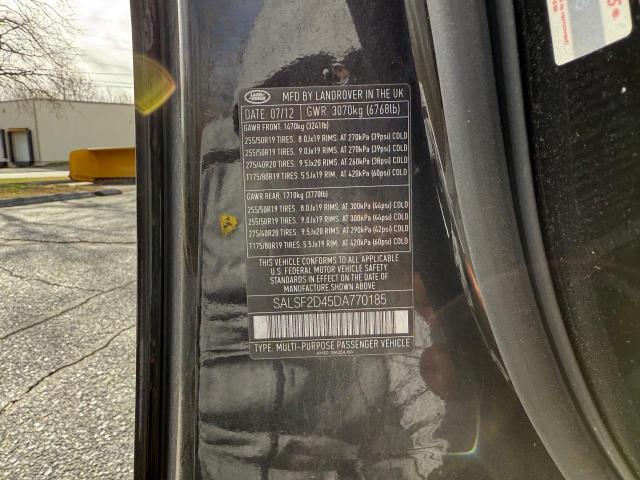 LAND ROVER
MFG BY LANDROVER IN THE UK
DATE: 07/12 GWR: 3070kg (6768lb)
GAWR FRONT: 1470kg (3241lb)
255/50R19 TIRES. 8.0Jx19 RIMS. AT 270kPa (39psi) COLD
255/50R19 TIRES. 9.0Jx19 RIMS. AT 270kPa (39psi) COLD
275/40R20 TIRES. 9.5Jx20 RIMS. AT 260kPa (38psi) COLD
T175/80R19 TIRES. 5.5Jx19 RIM. AT 420kPa (60psi) COLD
GAWR REAR: 1710kg (3770lb)
255/50R19 TIRES. 8.0Jx19 RIMS. AT 300kPa (44psi) COLD
255/50R19 TIRES. 9.0Jx19 RIMS. AT 300kPa (44psi) COLD
275/40R20 TIRES. 9.5Jx20 RIMS. AT 290kPa (42psi) COLD
T175/80R19 TIRES. 5.5Jx19 RIM. AT 420kPa (60psi) COLD
THIS VEHICLE CONFORMS TO ALL APPLICABLE
U.S. FEDERAL MOTOR VEHICLE SAFETY
STANDARDS IN EFFECT ON THE DATE OF
MANUFACTURE SHOWN ABOVE.
SALSF2D45DA770185
TYPE: MULTI-PURPOSE PASSENGER VEHICLE